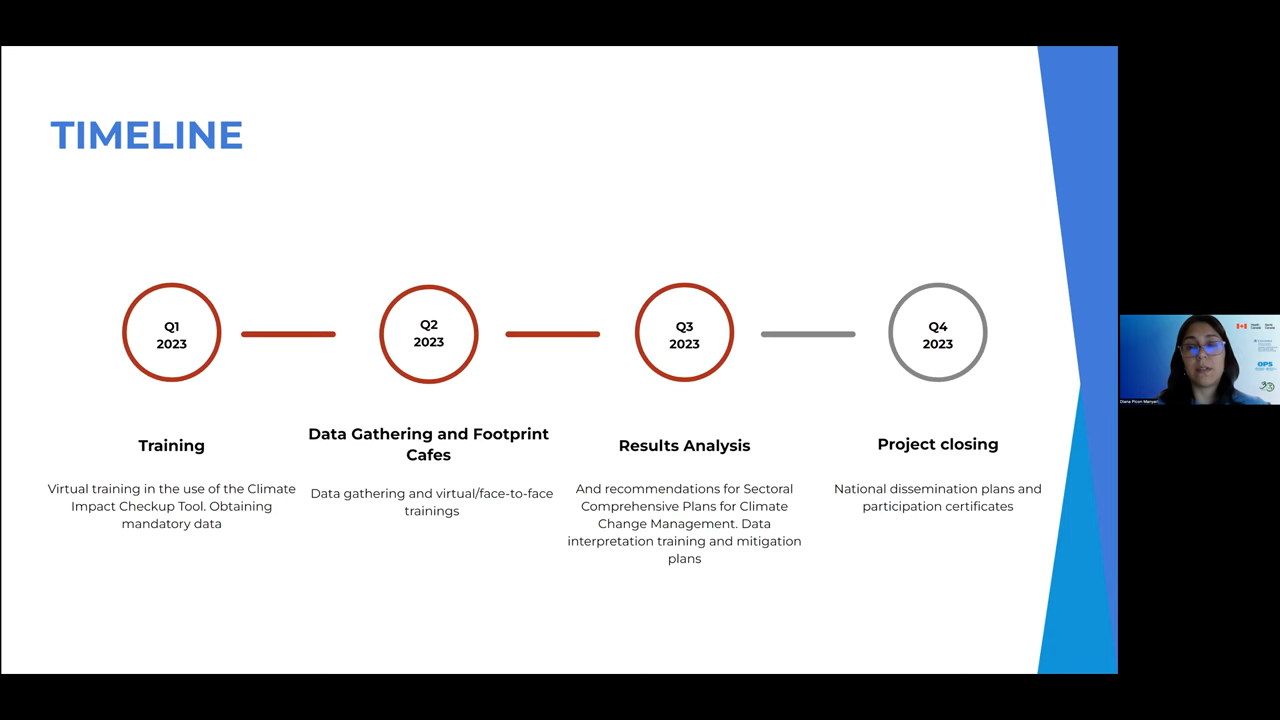 TIMELINE
Q1
2023
Q2
2023
Q3
2023
Q4
2023
Training
Virtual training in the use of the Climate
Impact Checkup Tool. Obtaining
mandatory data
Data Gathering and Footprint
Cafes
Data gathering and virtual/face-to-face
trainings
Results Analysis
And recommendations for Sectoral
Comprehensive Plans for Climate
Change Management. Data
interpretation training and mitigation
plans
Project closing
National dissemination plans and
participation certificates
OPS